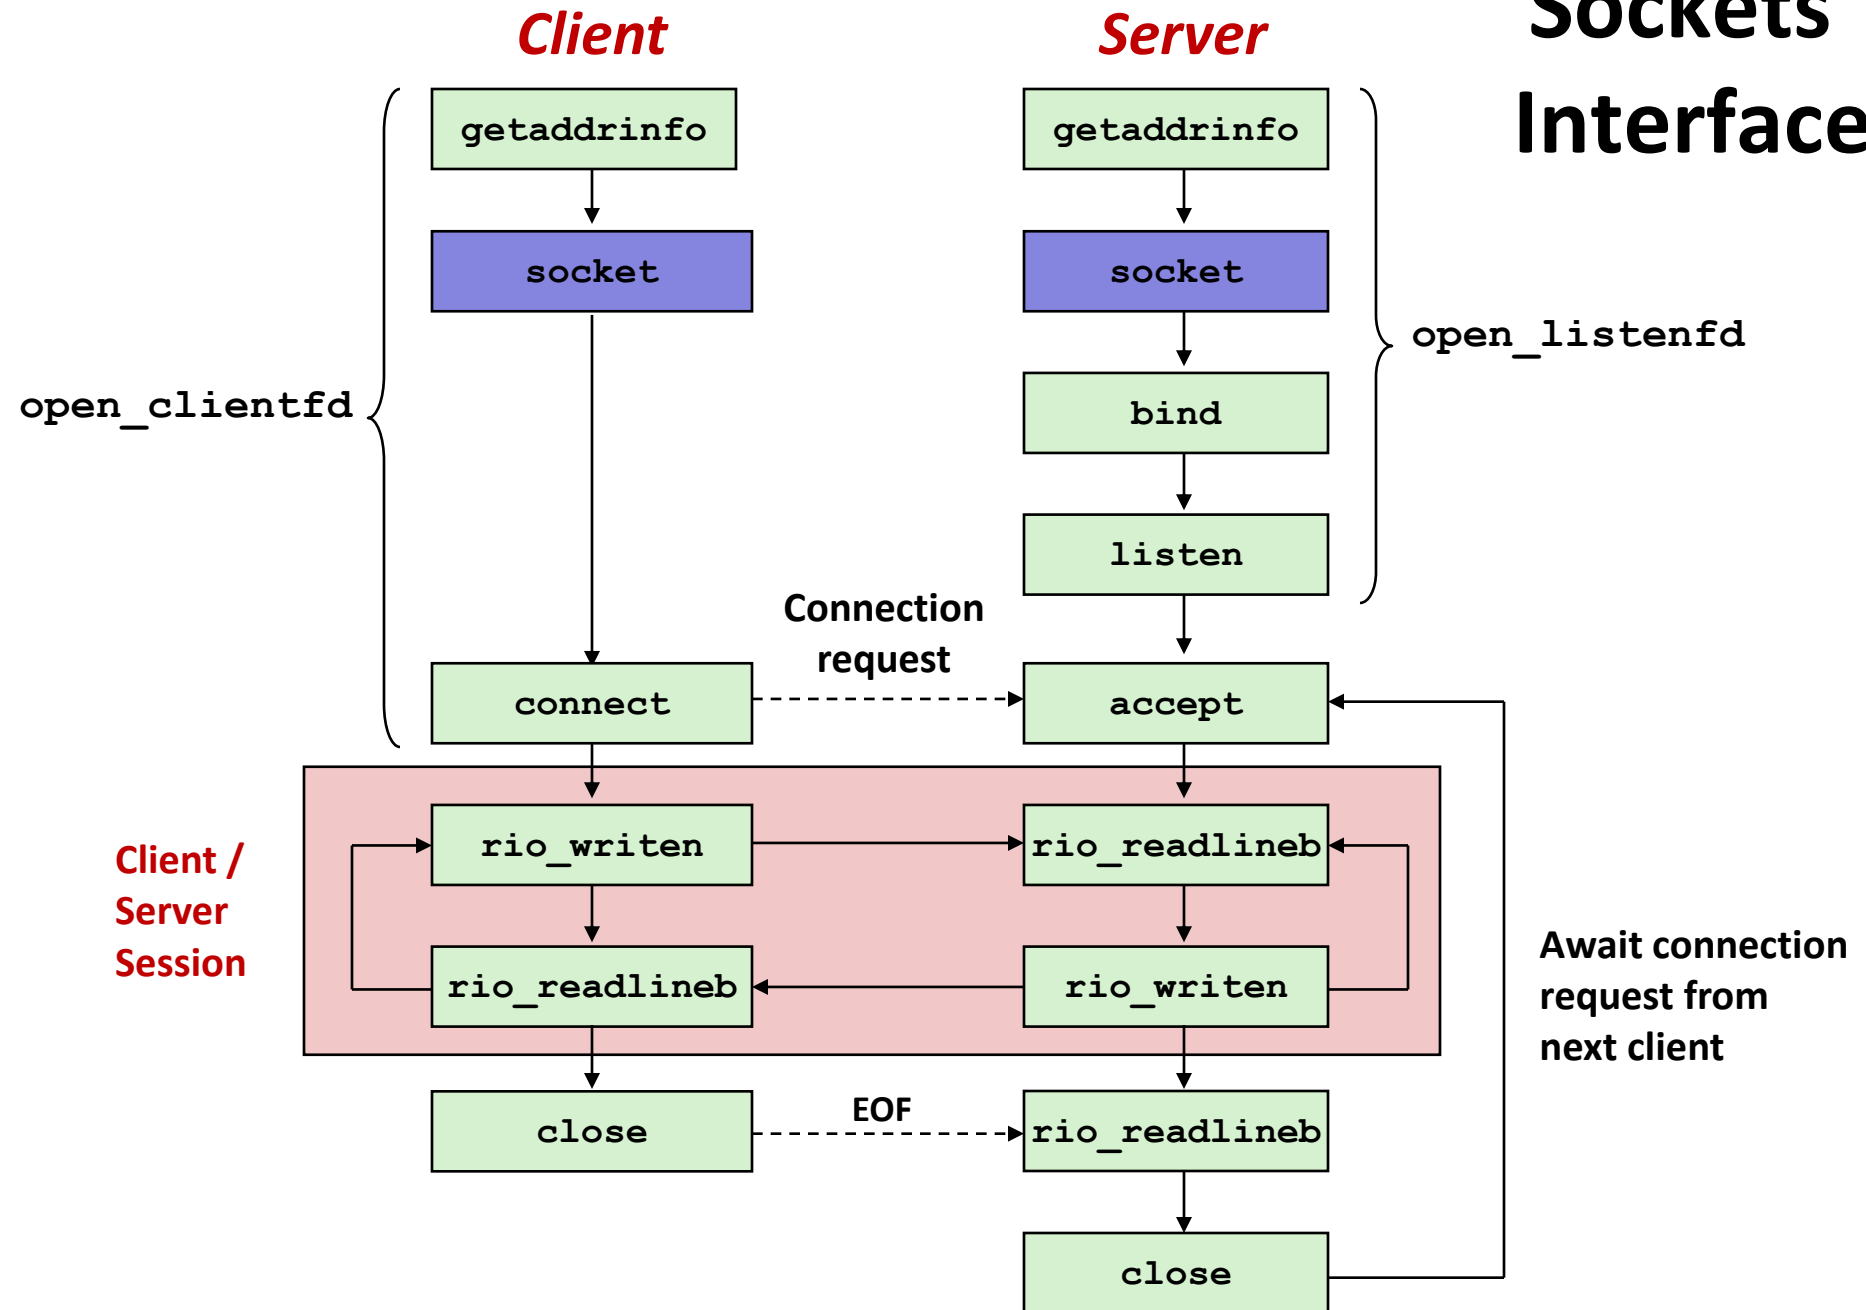 Sockets
Interface
Client
Server
getaddrinfo
getaddrinfo
socket
socket
open_listenfd
open_clientfd
bind
listen
Connection
request
connect
accept
Client /
Server
Session
rio_writen
rio_readlineb
rio_readlineb
rio_writen
Await connection
request from
next client
close
EOF
rio_readlineb
close